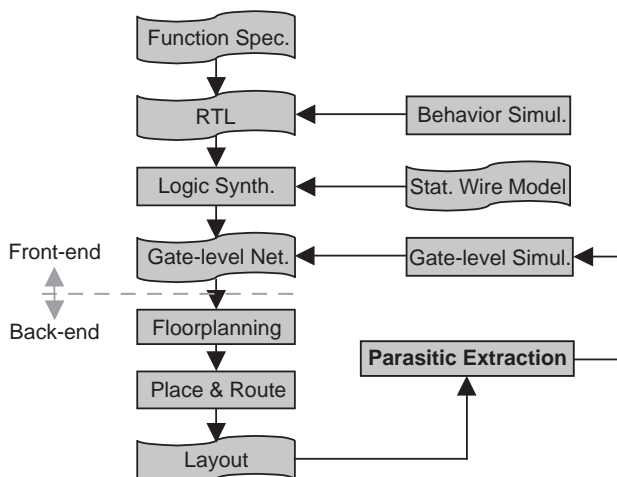 Function Spec.
RTL
Behavior Simul.
Logic Synth.
Stat. Wire Model
Front-end
Gate-level Net.
Gate-level Simul.
Back-end
Floorplanning
Parasitic Extraction
Place & Route
Layout